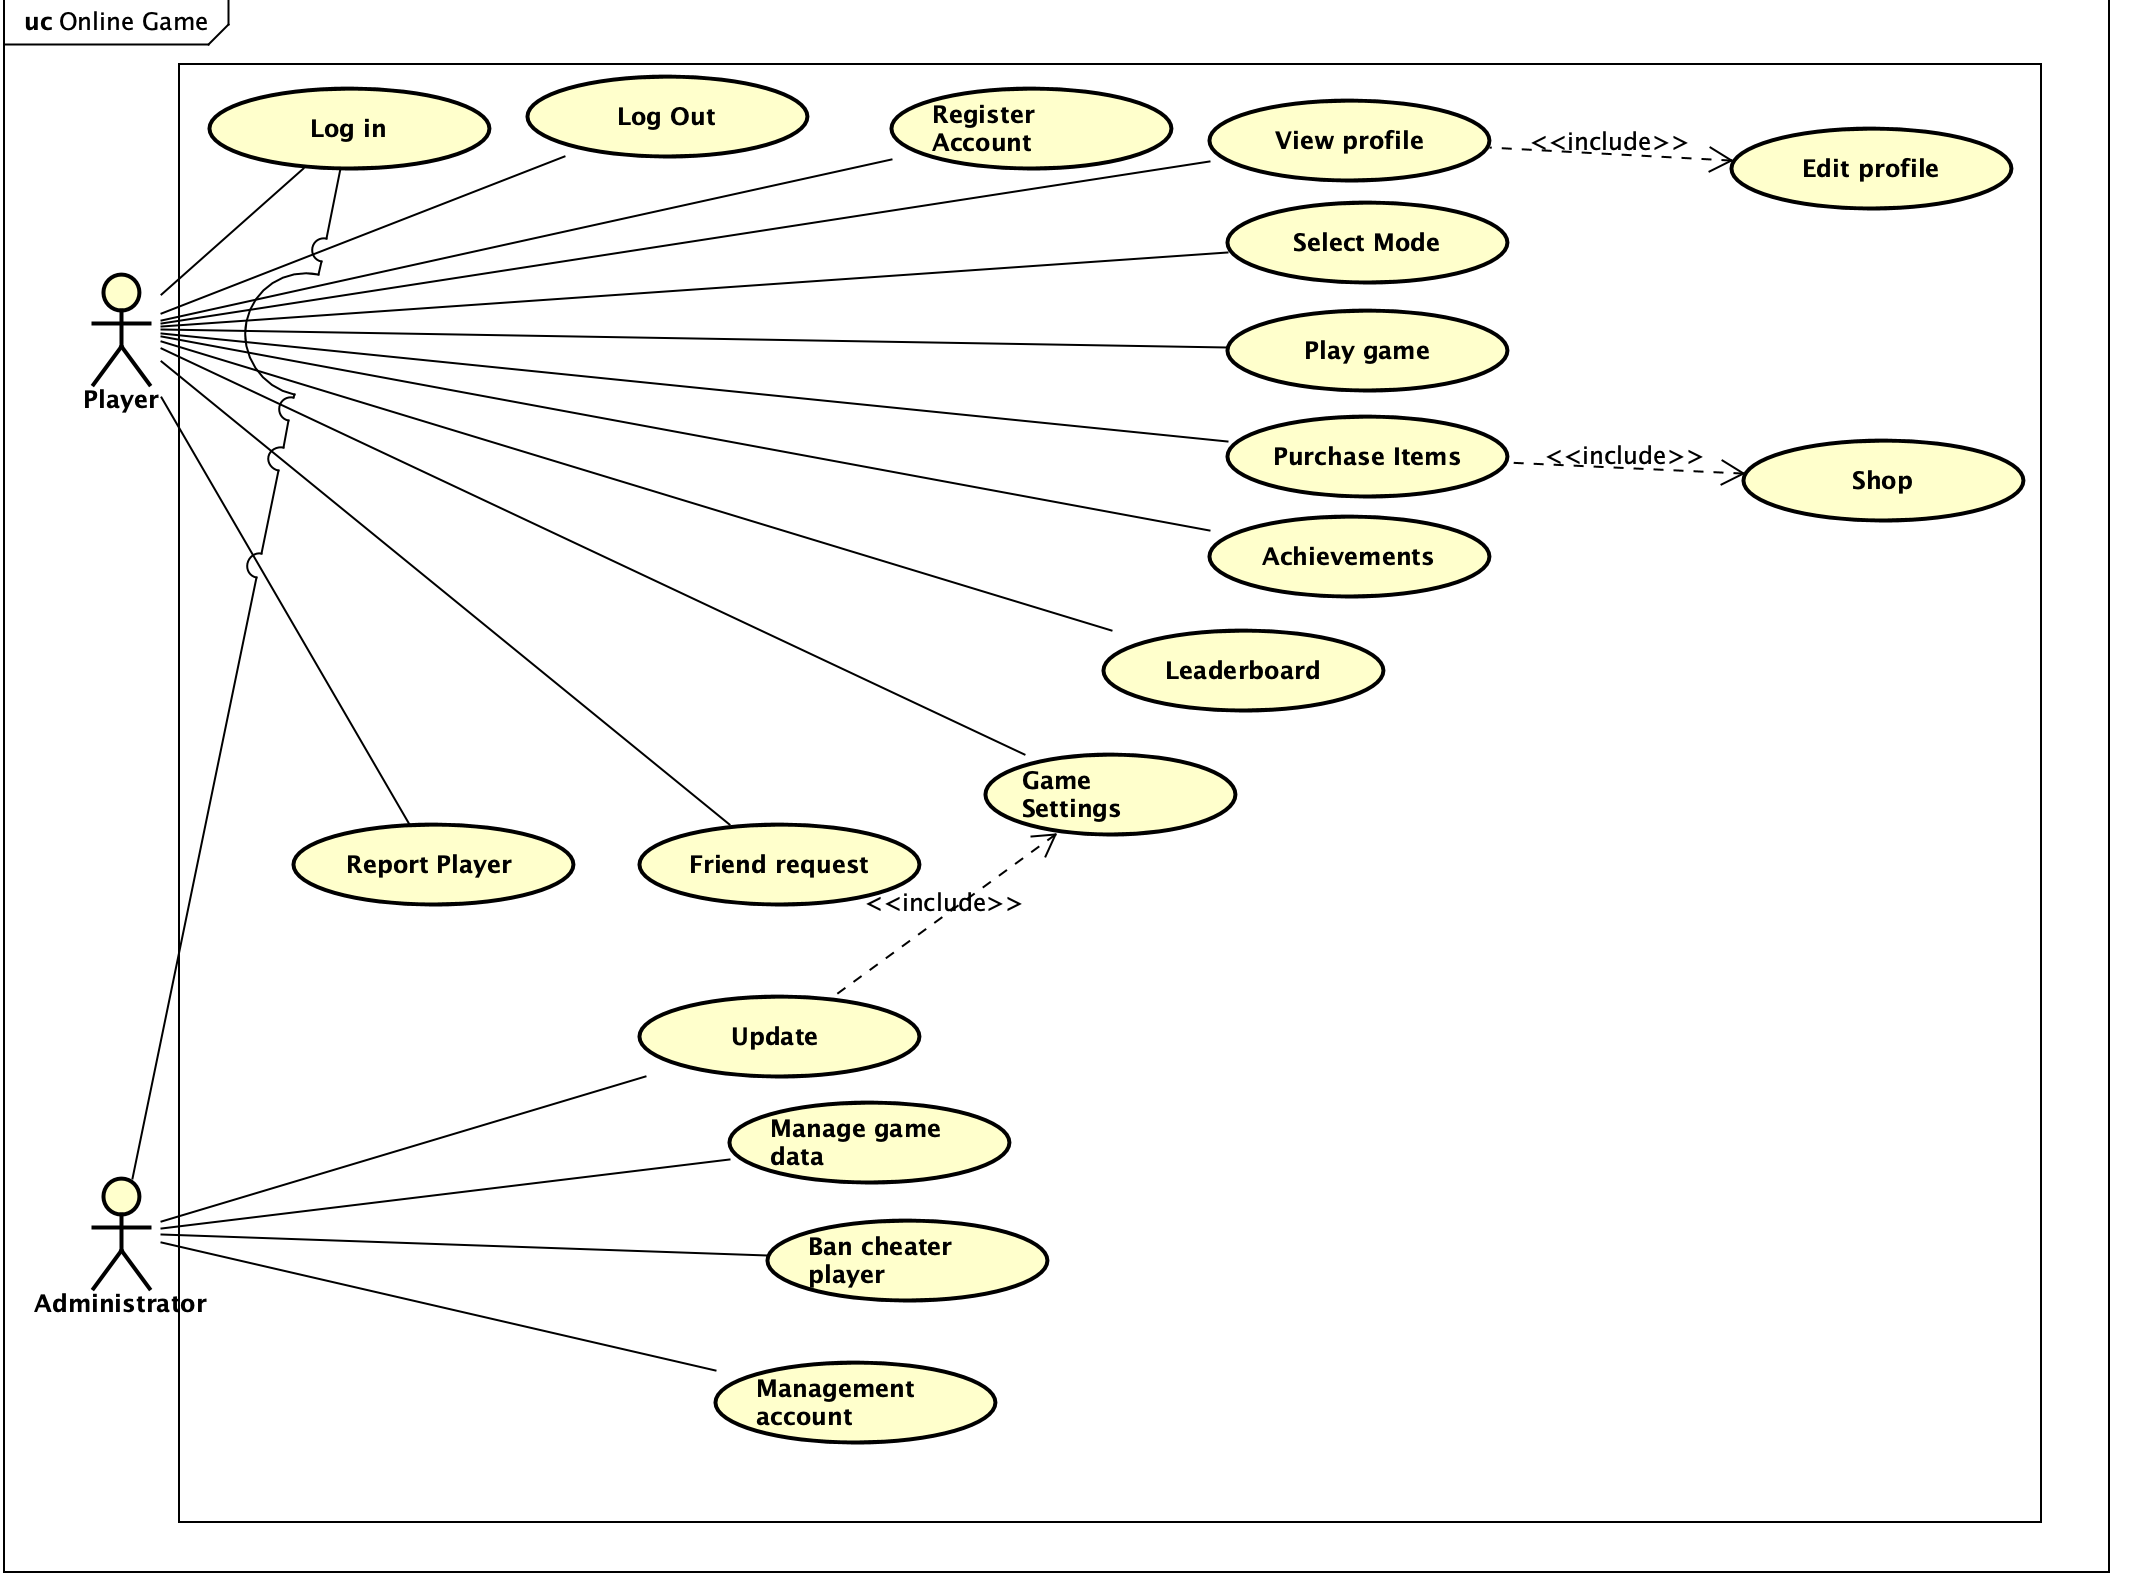 uc Online Game
Log in
Log Out
Register
Account
View profile
<<include>>
Edit profile
Select Mode
Player
Play game
Purchase Items
<<include>>
Shop
Achievements
Leaderboard
Game
Settings
Report Player
Friend request
<<include>>
Update
Manage game
data
Administrator
Ban cheater
player
Management
account